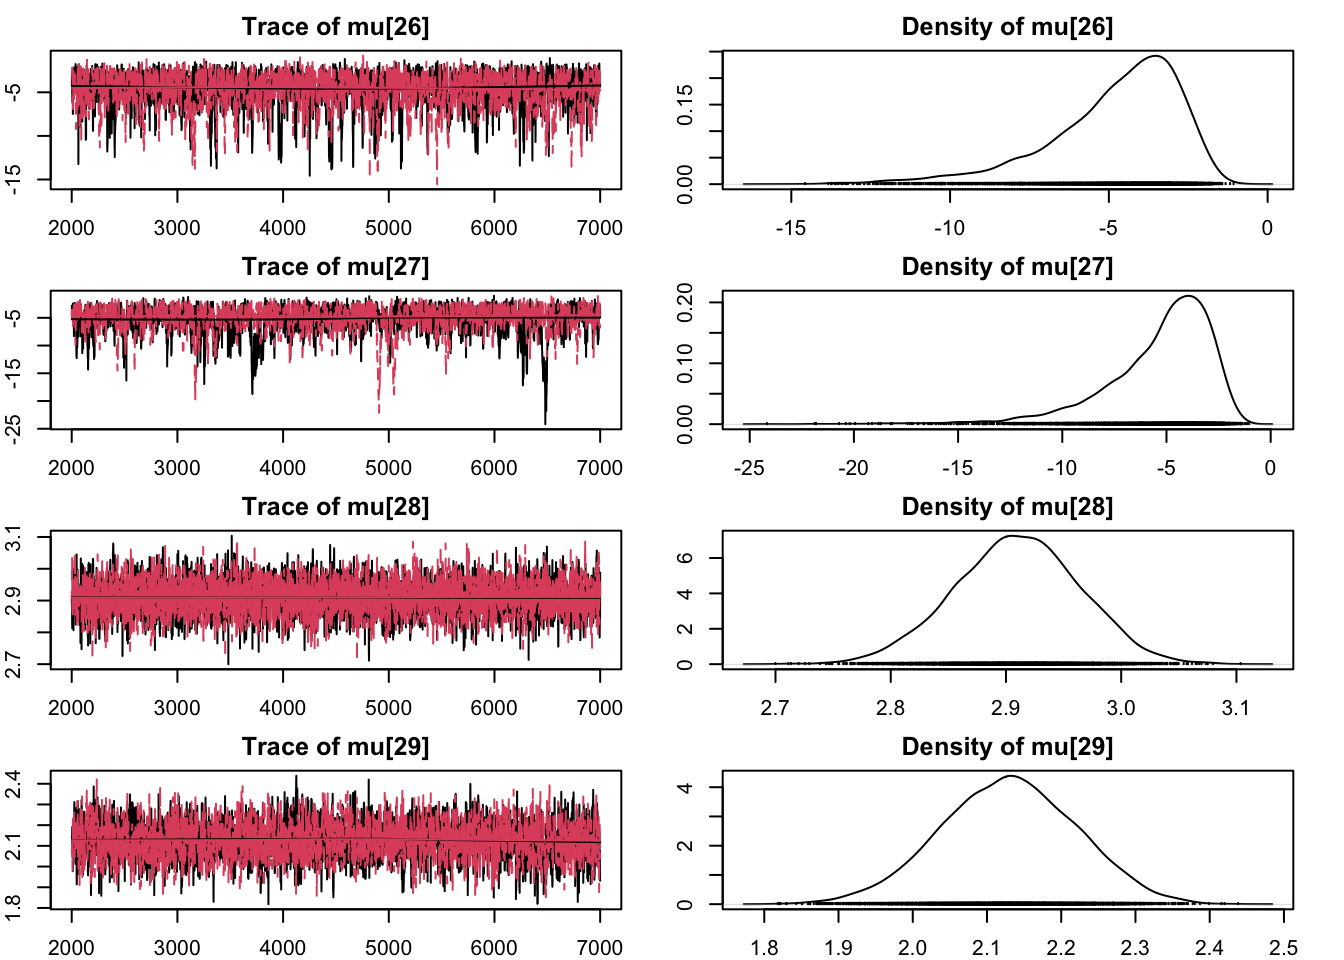 Trace of mu[26]
-5
-15
2000 3000 4000 5000 6000 7000
Density of mu[26]
0.15
0.00
-15 -10 -5 0
Trace of mu[27]
-5
-15
-25
2000 3000 4000 5000 6000 7000
Density of mu[27]
0.20
0.10
0.00
-25 -20 -15 -10 -5 0
Trace of mu[28]
3.1
2.9
2.7
2000 3000 4000 5000 6000 7000
Density of mu[28]
6
4
2
0
2.7 2.8 2.9 3.0 3.1
Trace of mu[29]
2.4
2.1
1.8
2000 3000 4000 5000 6000 7000
Density of mu[29]
4
2
0
1.8 1.9 2.0 2.1 2.2 2.3 2.4 2.5